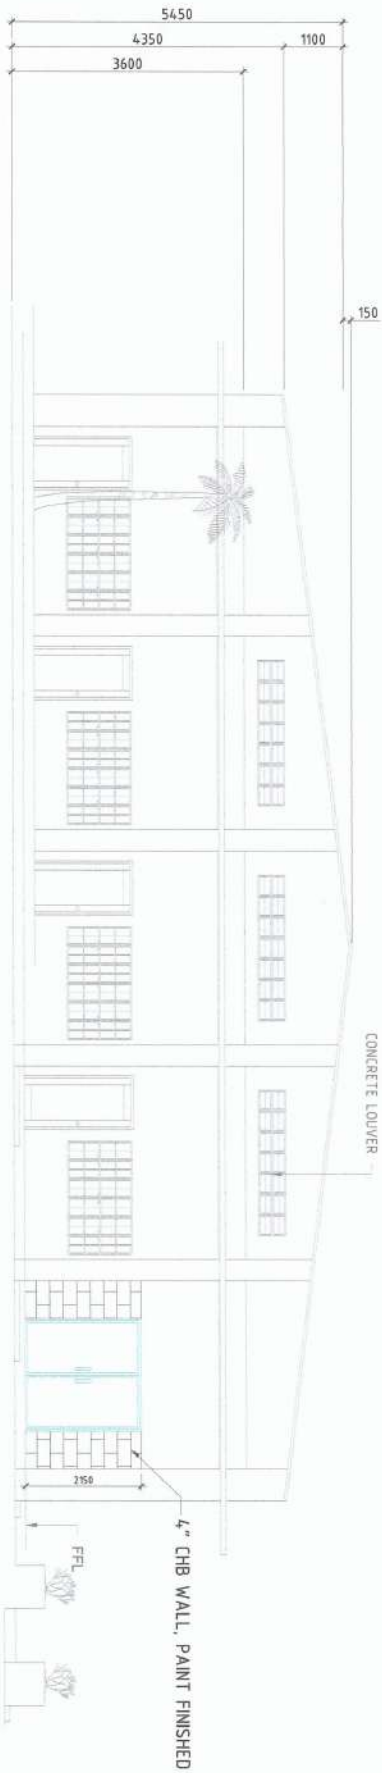 5450
4350
1100
3600
150
CONCRETE LOUVER
2150
4" CHB WALL, PAINT FINISHED
FFL